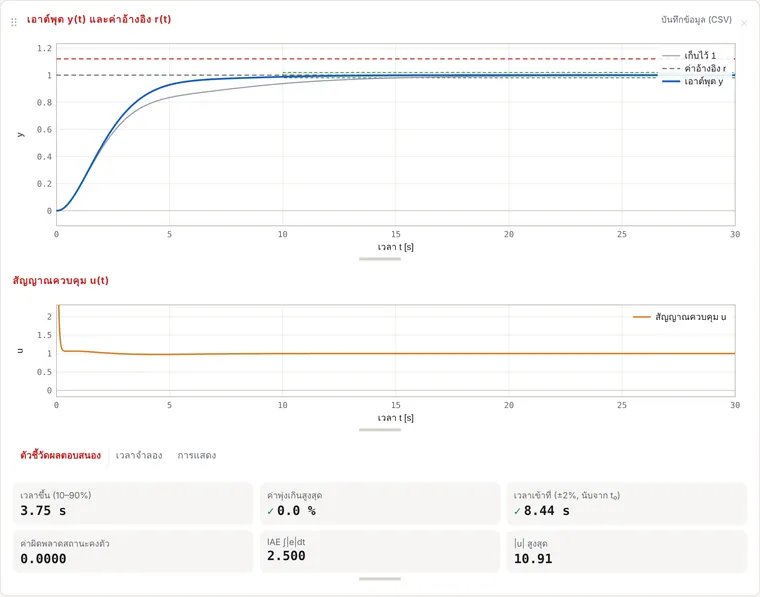 เอาต์พุต y(t) และค่าอ้างอิง r(t)
บันทึกข้อมูล (CSV) ×
1.2
1
0.8
0.6
0.4
0.2
0
y
เก็บไว้ 1
ค่าอ้างอิง r
เอาต์พุต y
0 5 10 15 20 25 30
เวลา t [s]
สัญญาณควบคุม u(t)
2
1.5
1
0.5
0
u
สัญญาณควบคุม u
0 5 10 15 20 25 30
เวลา t [s]
ตัวชี้วัดผลตอบสนอง เวลาจำลอง การแสดง
เวลาขึ้น (10–90%)
3.75 s
ค่าพุ่งเกินสูงสุด
✓ 0.0 %
เวลาเข้าที่ (±2%, นับจาก t₀)
✓ 8.44 s
ค่าผิดพลาดสถานะคงตัว
0.0000
IAE ∫|e|dt
2.500
|u| สูงสุด
10.91